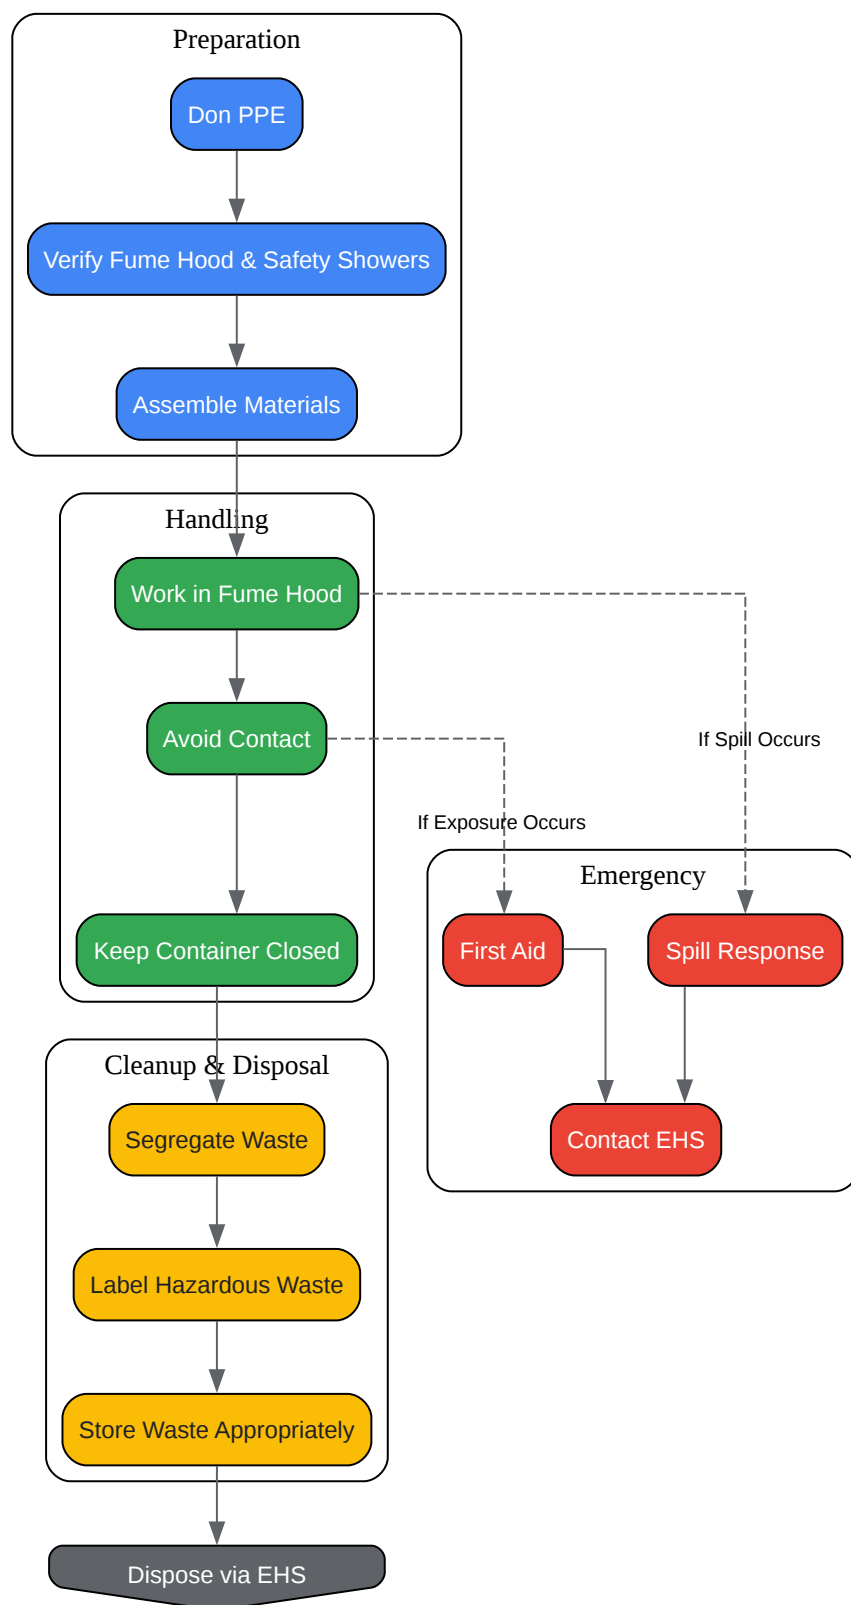 Preparation
Don PPE
Verify Fume Hood & Safety Showers
Assemble Materials
Handling
Work in Fume Hood
Avoid Contact
If Spill Occurs
If Exposure Occurs
Emergency
Keep Container Closed
First Aid
Spill Response
Cleanup & Disposal
Segregate Waste
Contact EHS
Label Hazardous Waste
Store Waste Appropriately
Dispose via EHS